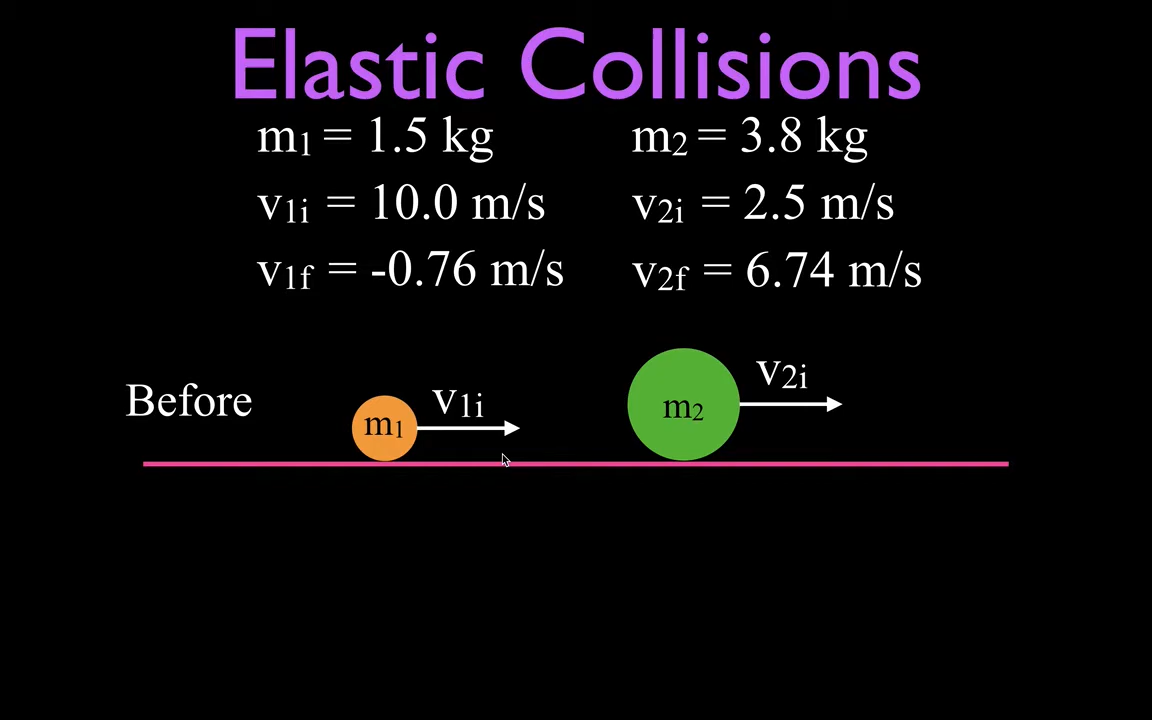 Elastic Collisions
m₁ = 1.5 kg m₂ = 3.8 kg
v₁ᵢ = 10.0 m/s v₂ᵢ = 2.5 m/s
v1f = -0.76 m/s v2f = 6.74 m/s
Before m₁ v₁ᵢ m₂ v₂ᵢ